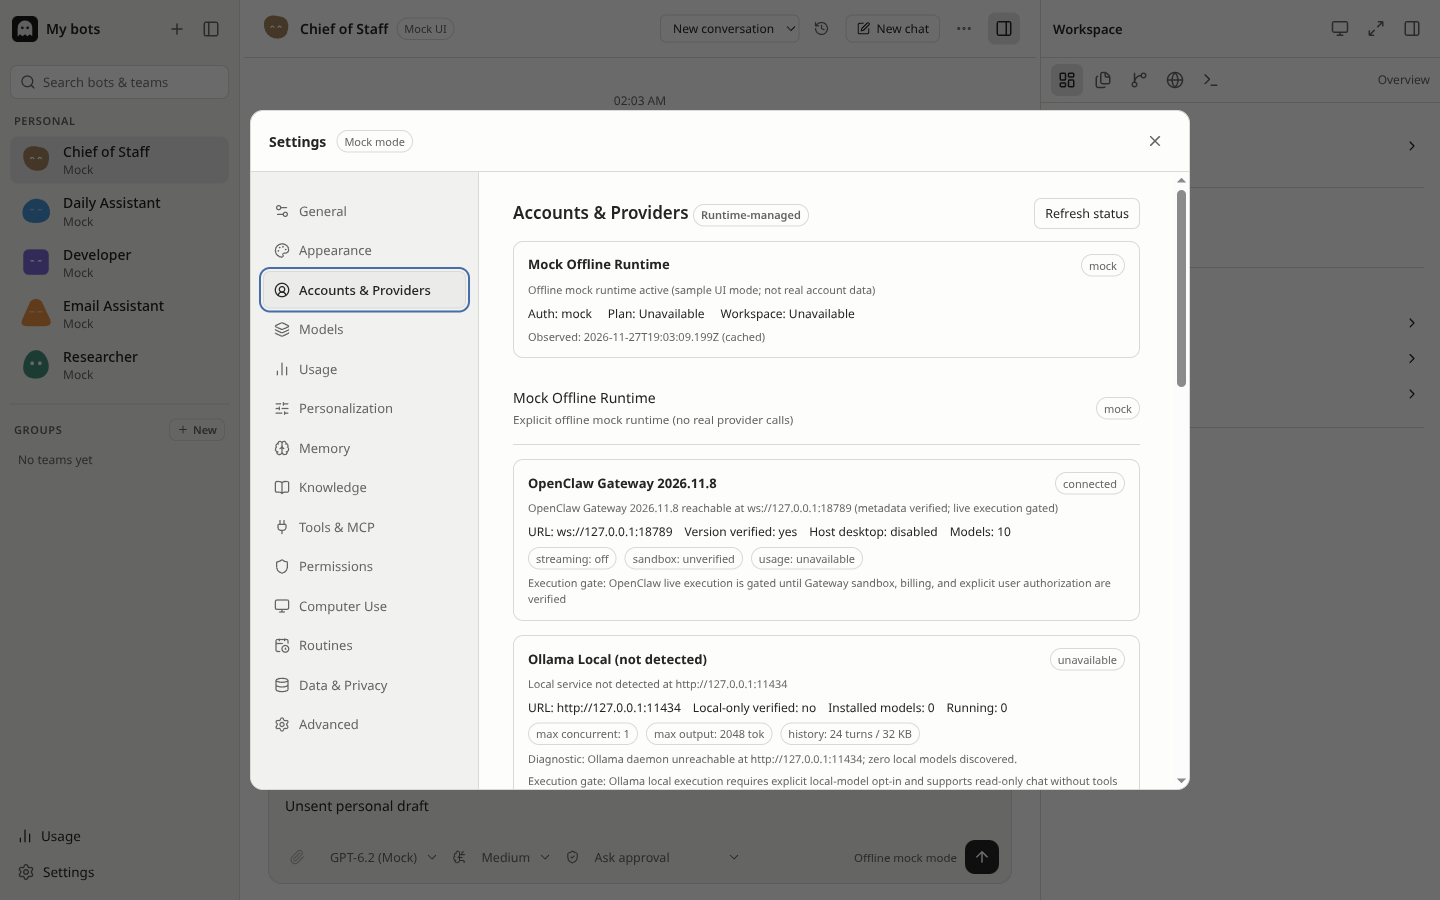 My bots
Search bots & teams
PERSONAL
Chief of Staff
Mock
Daily Assistant
Mock
Developer
Mock
Email Assistant
Mock
Researcher
Mock
GROUPS
New
No teams yet
Usage
Settings
Chief of Staff
Mock UI
New conversation
New chat
02:03 AM
Workspace
Overview
Settings
Mock mode
General
Appearance
Accounts & Providers
Models
Usage
Personalization
Memory
Knowledge
Tools & MCP
Permissions
Computer Use
Routines
Data & Privacy
Advanced
Accounts & Providers
Runtime-managed
Refresh status
Mock Offline Runtime
mock
Offline mock runtime active (sample UI mode; not real account data)
Auth: mock Plan: Unavailable Workspace: Unavailable
Observed: 2026-11-27T19:03:09.199Z (cached)
Mock Offline Runtime
mock
Explicit offline mock runtime (no real provider calls)
OpenClaw Gateway 2026.11.8
connected
OpenClaw Gateway 2026.11.8 reachable at ws://127.0.0.1:18789 (metadata verified; live execution gated)
URL: ws://127.0.0.1:18789 Version verified: yes Host desktop: disabled Models: 10
streaming: off sandbox: unverified usage: unavailable
Execution gate: OpenClaw live execution is gated until Gateway sandbox, billing, and explicit user authorization are
verified
Ollama Local (not detected)
unavailable
Local service not detected at http://127.0.0.1:11434
URL: http://127.0.0.1:11434 Local-only verified: no Installed models: 0 Running: 0
max concurrent: 1 max output: 2048 tok history: 24 turns / 32 KB
Diagnostic: Ollama daemon unreachable at http://127.0.0.1:11434; zero local models discovered.
Execution gate: Ollama local execution requires explicit local-model opt-in and supports read-only chat without tools
Unsent personal draft
GPT-6.2 (Mock) Medium Ask approval
Offline mock mode